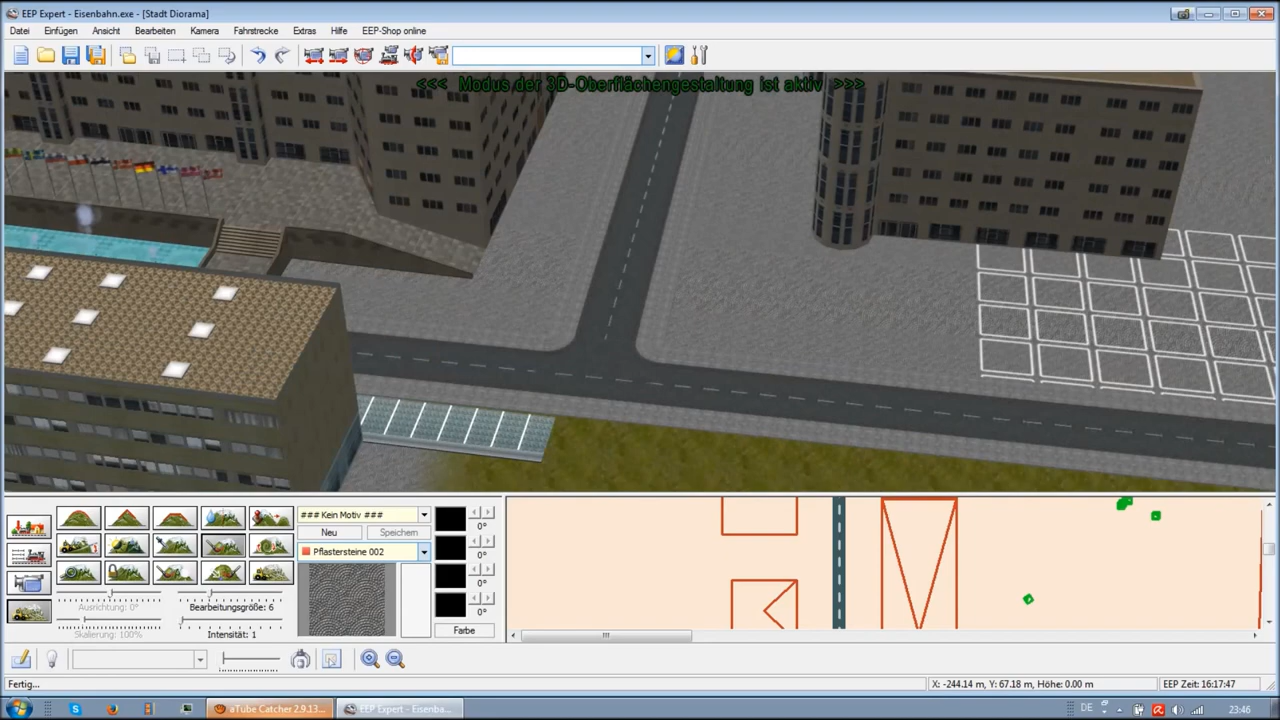 EEP Expert - Eisenbahn.exe - [Stadt Diorama]
Datei Einfügen Ansicht Bearbeiten Kamera Fahrstrecke Extras Hilfe EEP-Shop online
<<< Modus der 3D-Oberflächengestaltung ist aktiv >>>
### Kein Motiv ###
0°
Neu Speichern
Pflastersteine 002
0°
0°
Ausrichtung: 0° Bearbeitungsgröße: 6
0°
Skalierung: 100% Intensität: 1
Farbe
Fertig...
X: -244.14 m, Y: 67.18 m, Höhe: 0.00 m
EEP Zeit: 16:17:47
aTube Catcher 2.9.13...
EEP Expert - Eisenba...
DE
23:46